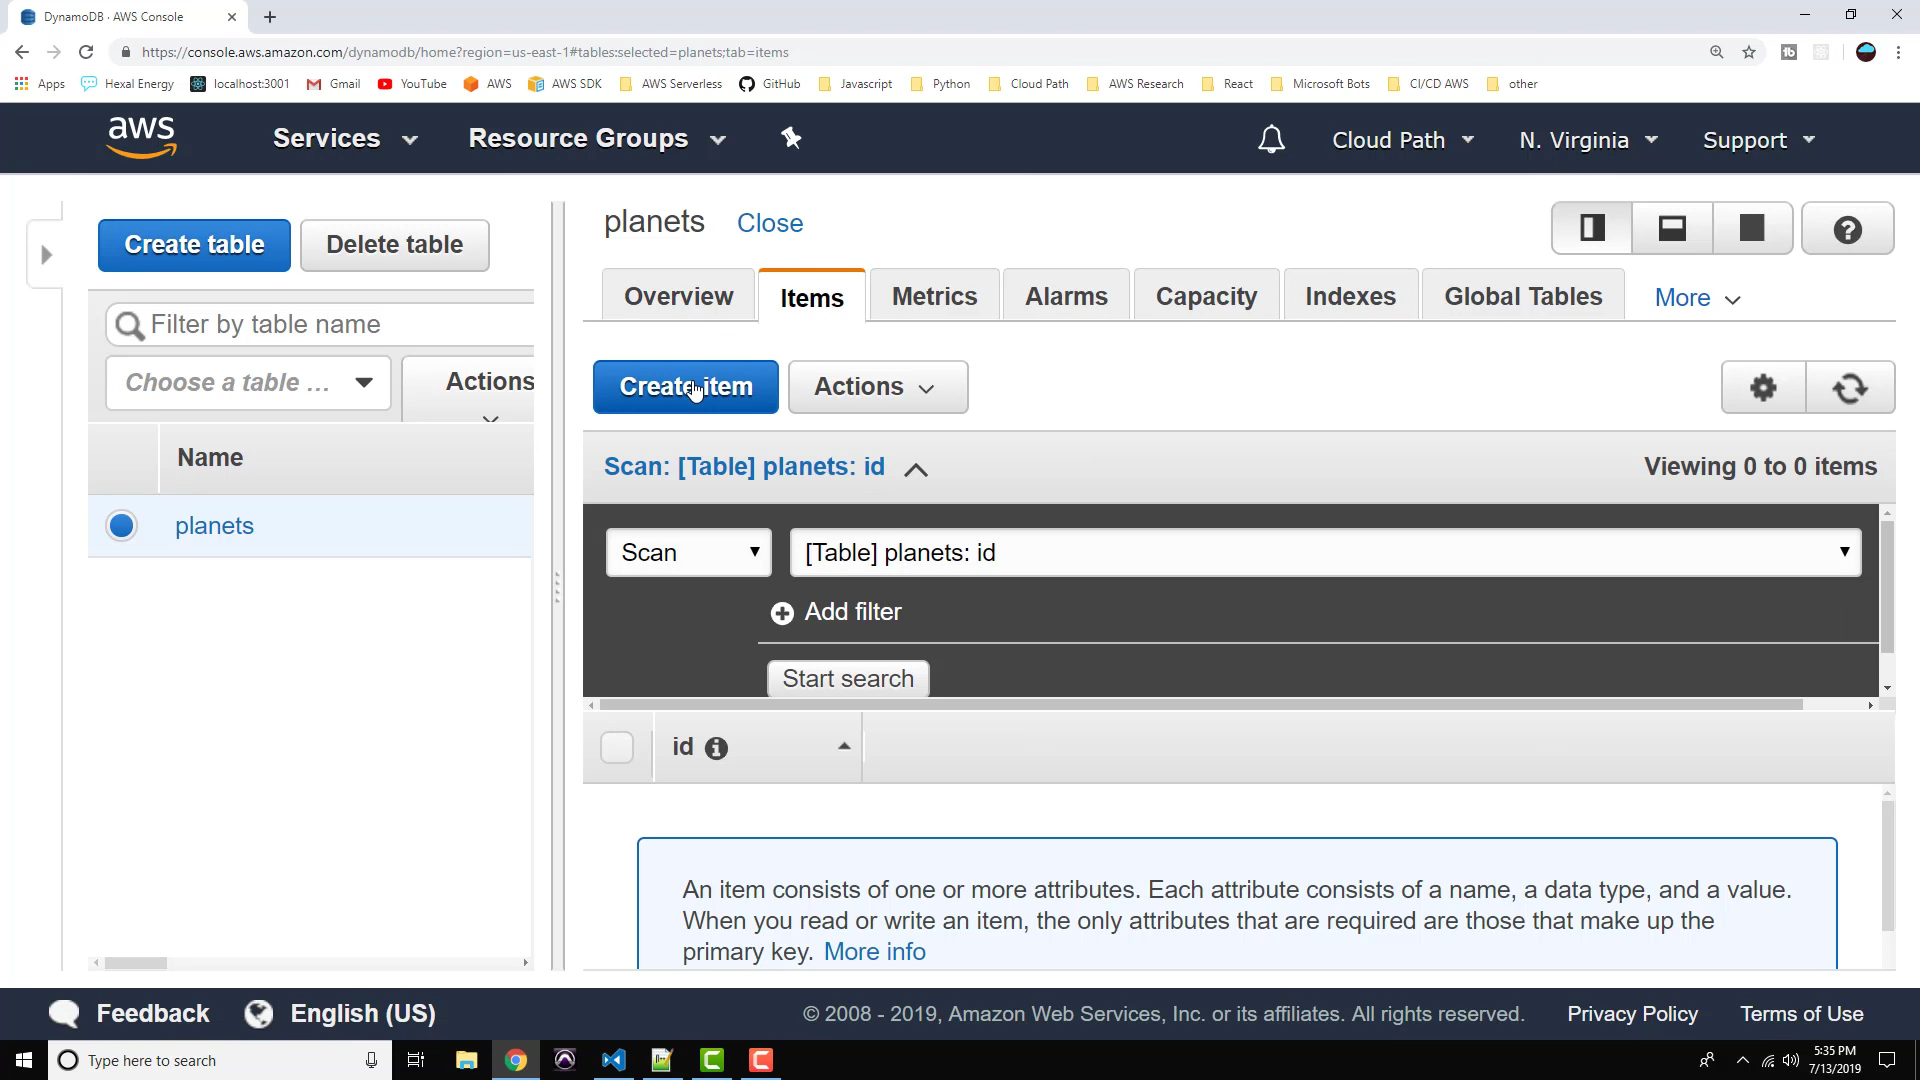 DynamoDB · AWS Console
https://console.aws.amazon.com/dynamodb/home?region=us-east-1#tables:selected=planets;tab=items
Apps Hexal Energy localhost:3001 Gmail YouTube AWS AWS SDK AWS Serverless GitHub Javascript Python Cloud Path AWS Research React Microsoft Bots CI/CD AWS other
aws Services Resource Groups Cloud Path N. Virginia Support
Create table Delete table
Filter by table name
Choose a table ... Actions
Name
planets
planets Close
Overview Items Metrics Alarms Capacity Indexes Global Tables More
Create item Actions
Scan: [Table] planets: id Viewing 0 to 0 items
Scan [Table] planets: id
Add filter
Start search
id
An item consists of one or more attributes. Each attribute consists of a name, a data type, and a value.
When you read or write an item, the only attributes that are required are those that make up the
primary key. More info
Feedback English (US) © 2008 - 2019, Amazon Web Services, Inc. or its affiliates. All rights reserved. Privacy Policy Terms of Use
Type here to search
5:35 PM
7/13/2019